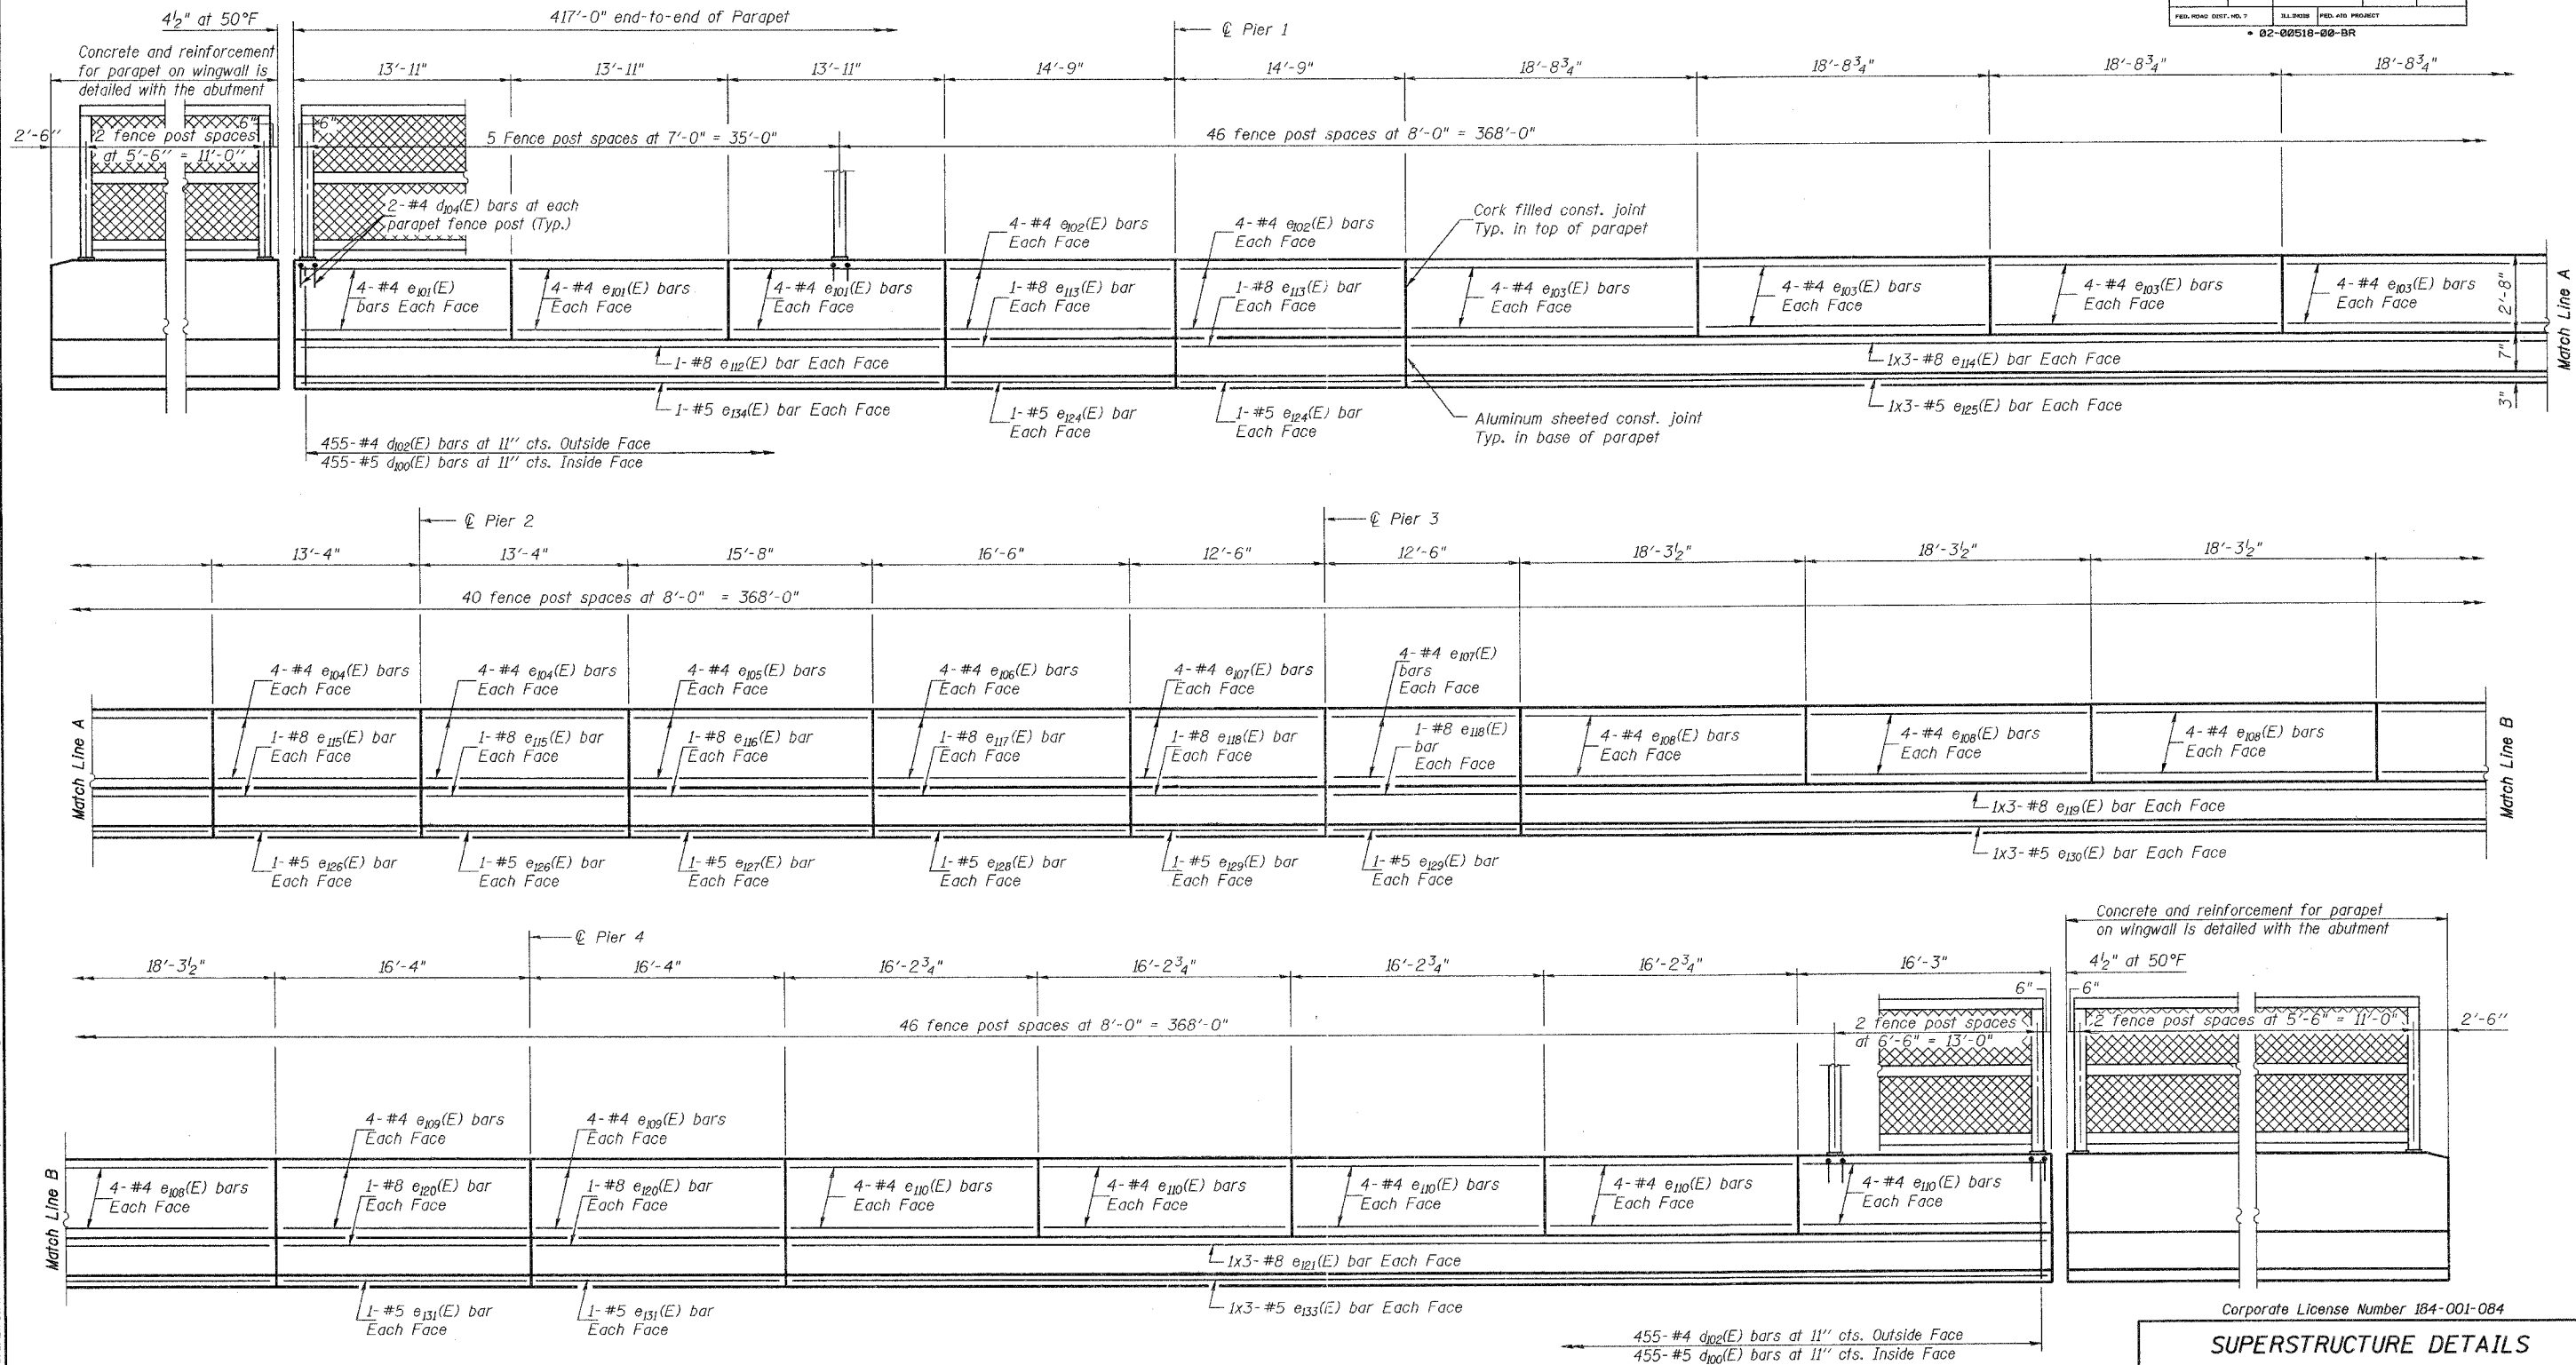 FED. ROAD DIST. NO. 7 ILLINOIS FED. AID PROJECT
* 02-00518-00-BR
4½" at 50°F
417'-0" end-to-end of Parapet
℄ Pier 1
Concrete and reinforcement
for parapet on wingwall is
detailed with the abutment
13'-11" 13'-11" 13'-11" 14'-9" 14'-9" 18'-8¾" 18'-8¾" 18'-8¾" 18'-8¾"
2'-6"
2 fence post spaces
at 5'-6" = 11'-0"
6" 6"
5 Fence post spaces at 7'-0" = 35'-0"
46 fence post spaces at 8'-0" = 368'-0"
2-#4 d104(E) bars at each
parapet fence post (Typ.)
4-#4 e102(E) bars
Each Face
4-#4 e102(E) bars
Each Face
Cork filled const. joint
Typ. in top of parapet
4-#4 e101(E)
bars Each Face
4-#4 e101(E) bars
Each Face
4-#4 e101(E) bars
Each Face
1-#8 e113(E) bar
Each Face
1-#8 e113(E) bar
Each Face
4-#4 e103(E) bars
Each Face
4-#4 e103(E) bars
Each Face
4-#4 e103(E) bars
Each Face
4-#4 e103(E) bars
Each Face
2'-8"
7"
3"
Match Line A
1-#8 e112(E) bar Each Face
1x3-#8 e114(E) bar Each Face
1-#5 e134(E) bar Each Face
1-#5 e124(E) bar
Each Face
1-#5 e124(E) bar
Each Face
1x3-#5 e125(E) bar Each Face
Aluminum sheeted const. joint
Typ. in base of parapet
455-#4 d102(E) bars at 11" cts. Outside Face
455-#5 d100(E) bars at 11" cts. Inside Face
℄ Pier 2
℄ Pier 3
13'-4" 13'-4" 15'-8" 16'-6" 12'-6" 12'-6" 18'-3½" 18'-3½" 18'-3½"
40 fence post spaces at 8'-0" = 368'-0"
4-#4 e104(E) bars
Each Face
4-#4 e104(E) bars
Each Face
4-#4 e105(E) bars
Each Face
4-#4 e106(E) bars
Each Face
4-#4 e107(E) bars
Each Face
4-#4 e107(E)
bars
Each Face
Match Line A
1-#8 e115(E) bar
Each Face
1-#8 e115(E) bar
Each Face
1-#8 e116(E) bar
Each Face
1-#8 e117(E) bar
Each Face
1-#8 e118(E) bar
Each Face
1-#8 e118(E)
bar
Each Face
4-#4 e108(E) bars
Each Face
4-#4 e108(E) bars
Each Face
4-#4 e108(E) bars
Each Face
Match Line B
1x3-#8 e119(E) bar Each Face
1-#5 e126(E) bar
Each Face
1-#5 e126(E) bar
Each Face
1-#5 e127(E) bar
Each Face
1-#5 e128(E) bar
Each Face
1-#5 e129(E) bar
Each Face
1-#5 e129(E) bar
Each Face
1x3-#5 e130(E) bar Each Face
℄ Pier 4
Concrete and reinforcement for parapet
on wingwall is detailed with the abutment
18'-3½" 16'-4" 16'-4" 16'-2¾" 16'-2¾" 16'-2¾" 16'-2¾" 16'-3"
4½" at 50°F
6" 6"
46 fence post spaces at 8'-0" = 368'-0"
2 fence post spaces
at 6'-6" = 13'-0"
2 fence post spaces at 5'-6" = 11'-0"
2'-6"
4-#4 e109(E) bars
Each Face
4-#4 e109(E) bars
Each Face
Match Line B
4-#4 e108(E) bars
Each Face
1-#8 e120(E) bar
Each Face
1-#8 e120(E) bar
Each Face
4-#4 e110(E) bars
Each Face
4-#4 e110(E) bars
Each Face
4-#4 e110(E) bars
Each Face
4-#4 e110(E) bars
Each Face
4-#4 e110(E) bars
Each Face
1x3-#8 e121(E) bar Each Face
1-#5 e131(E) bar
Each Face
1-#5 e131(E) bar
Each Face
1x3-#5 e133(E) bar Each Face
455-#4 d102(E) bars at 11" cts. Outside Face
455-#5 d100(E) bars at 11" cts. Inside Face
Corporate License Number 184-001-084
SUPERSTRUCTURE DETAILS